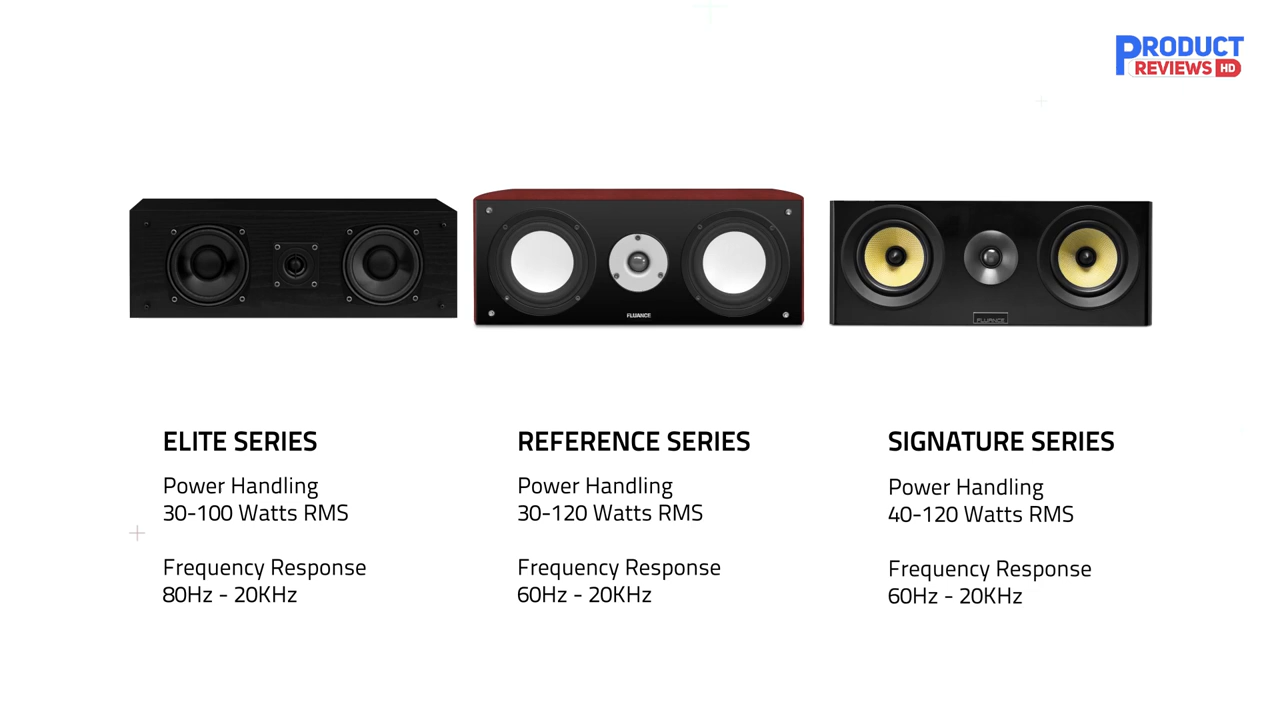 PRODUCT
REVIEWS HD
FLUANCE
FLUANCE
ELITE SERIES
Power Handling
30-100 Watts RMS
Frequency Response
80Hz - 20KHz
REFERENCE SERIES
Power Handling
30-120 Watts RMS
Frequency Response
60Hz - 20KHz
SIGNATURE SERIES
Power Handling
40-120 Watts RMS
Frequency Response
60Hz - 20KHz